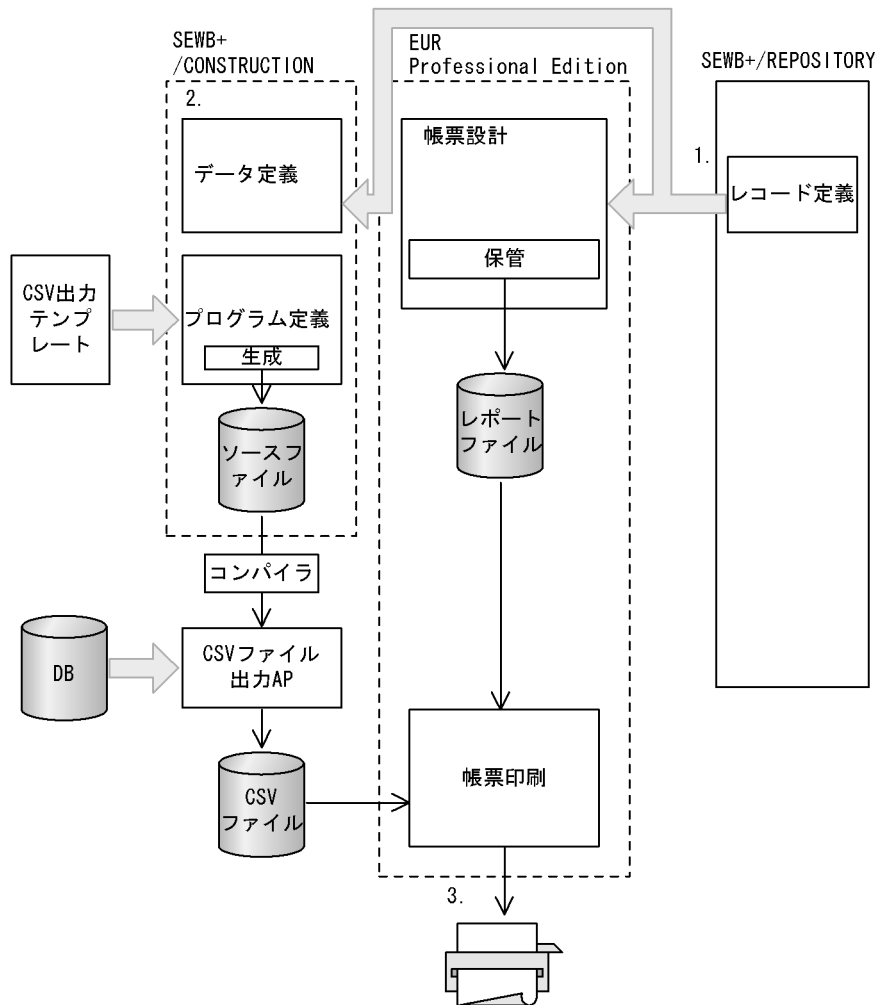 SEWB+
/CONSTRUCTION
EUR
Professional Edition
SEWB+/REPOSITORY
2.
データ定義
帳票設計
1.
レコード定義
保管
CSV出力
テンプ
レート
プログラム定義
生成
ソースフ
ァイル
レポート
ファイル
コンパイラ
DB
CSVファイル
出力AP
CSV
ファイル
帳票印刷
3.